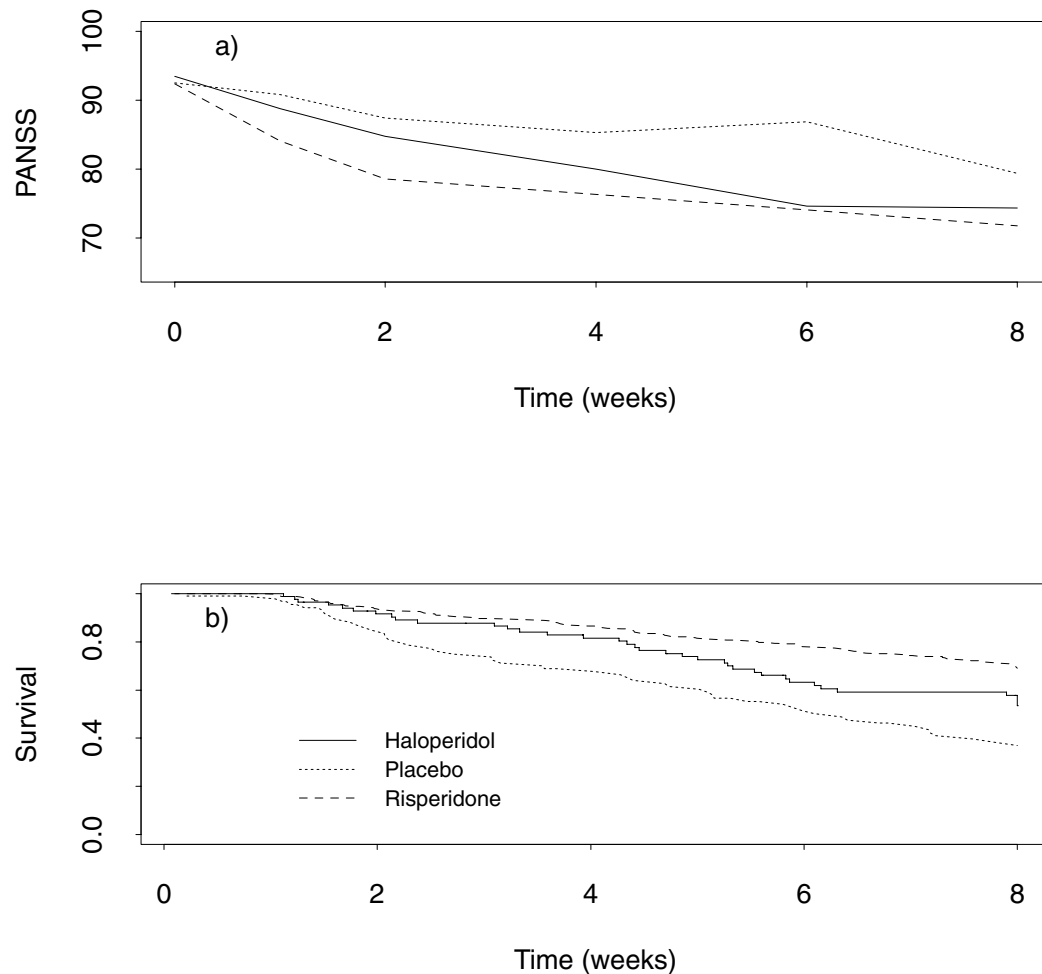 a)
PANSS
100
90
80
70
0 2 4 6 8
Time (weeks)
b)
Survival
0.8
0.4
0.0
Haloperidol
Placebo
Risperidone
0 2 4 6 8
Time (weeks)